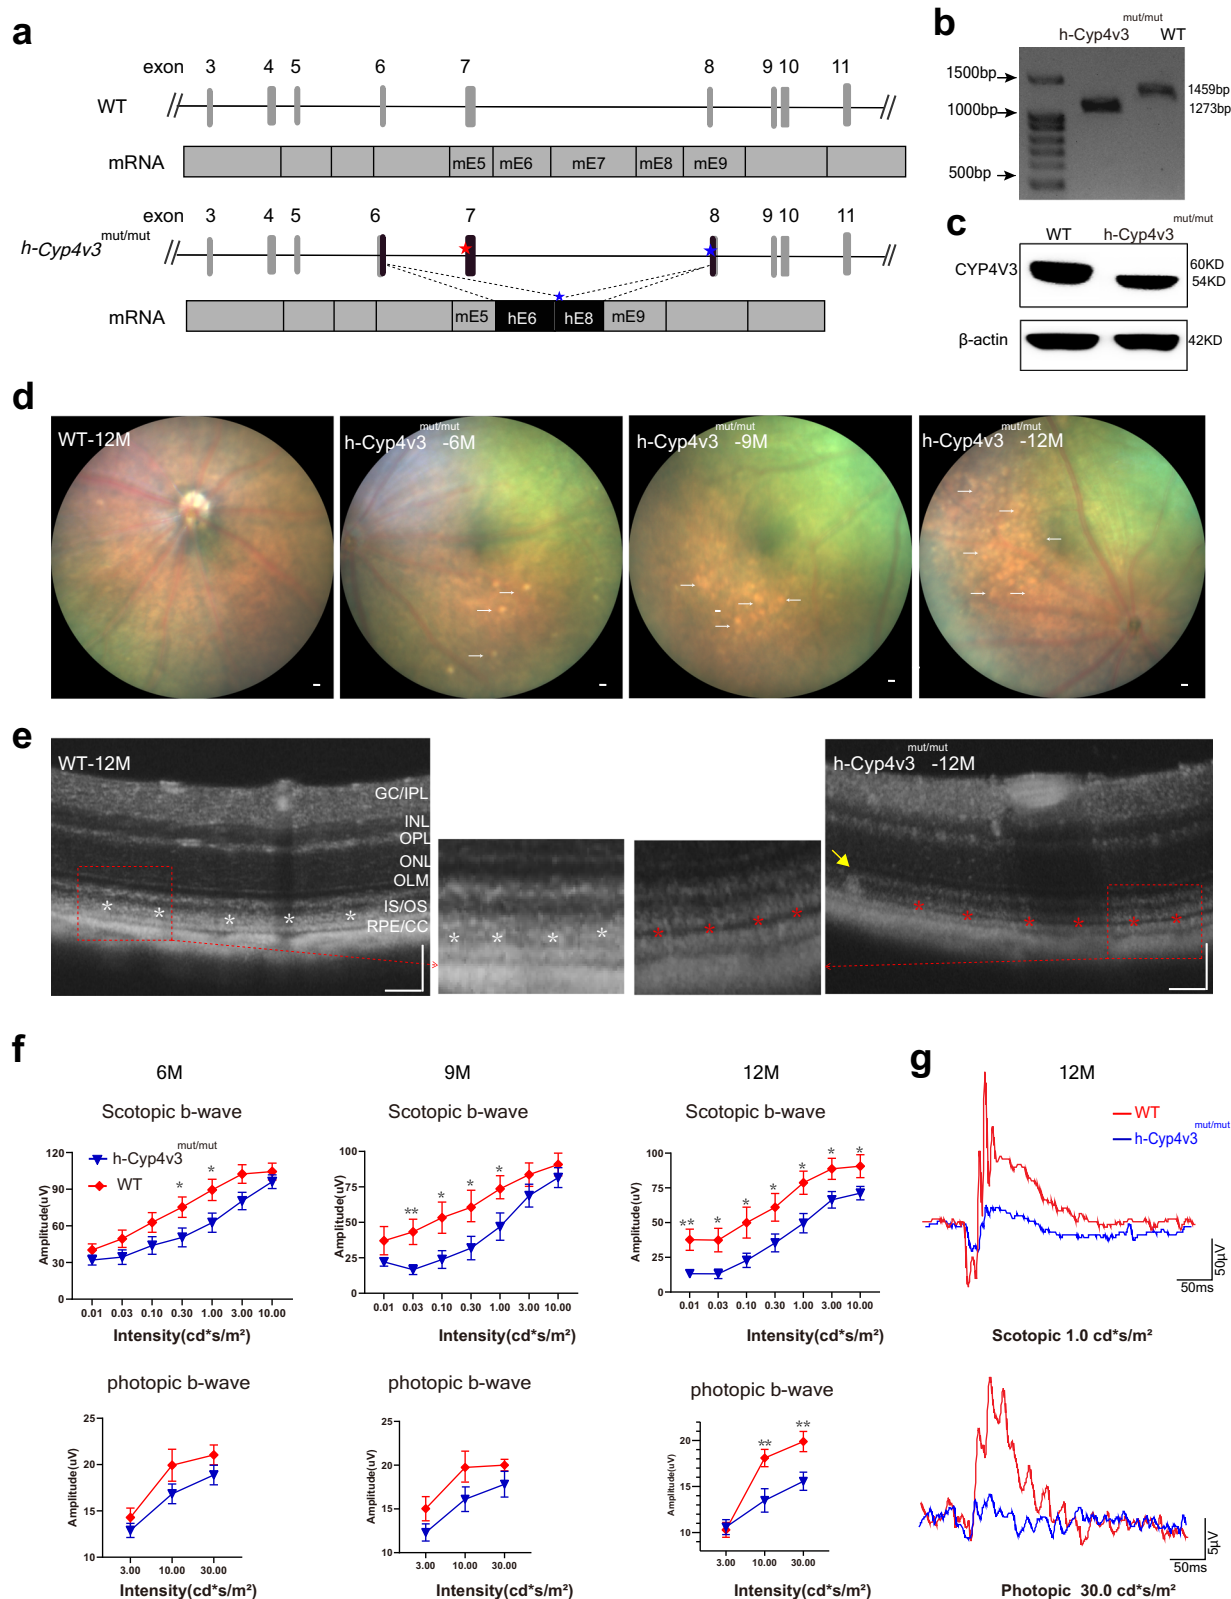 a
exon 3 4 5 6 7 8 9 10 11
WT
mRNA mE5 mE6 mE7 mE8 mE9
exon 3 4 5 6 7 8 9 10 11
h-Cyp4v3 mut/mut
mRNA mE5 hE6 hE8 mE9
b
h-Cyp4v3 mut/mut WT
1500bp
1000bp
500bp
1459bp
1273bp
c
WT h-Cyp4v3 mut/mut
CYP4V3 60KD
54KD
β-actin 42KD
d
WT-12M
h-Cyp4v3 mut/mut -6M
h-Cyp4v3 mut/mut -9M
h-Cyp4v3 mut/mut -12M
e
WT-12M
GC/IPL
INL
OPL
ONL
OLM
IS/OS
RPE/CC
* * * * *
* * * *
* * * *
h-Cyp4v3 mut/mut -12M
* * * * * *
f
6M
Scotopic b-wave
h-Cyp4v3 mut/mut
WT
* *
Amplitude(uV)
120
90
60
30
0
0.01 0.03 0.10 0.30 1.00 3.00 10.00
Intensity(cd*s/m²)
9M
Scotopic b-wave
** * * *
Amplitude(uV)
100
75
50
25
0
0.01 0.03 0.10 0.30 1.00 3.00 10.00
Intensity(cd*s/m²)
12M
Scotopic b-wave
** * * * * * *
Amplitude(uV)
100
75
50
25
0
0.01 0.03 0.10 0.30 1.00 3.00 10.00
Intensity(cd*s/m²)
photopic b-wave
Amplitude(uV)
25
20
15
10
3.00 10.00 30.00
Intensity(cd*s/m²)
photopic b-wave
Amplitude(uV)
25
20
15
10
3.00 10.00 30.00
Intensity(cd*s/m²)
photopic b-wave
** **
Amplitude(uV)
20
15
10
3.00 10.00 30.00
Intensity(cd*s/m²)
g
12M
WT
h-Cyp4v3 mut/mut
50μV
50ms
Scotopic 1.0 cd*s/m²
5μV
50ms
Photopic 30.0 cd*s/m²